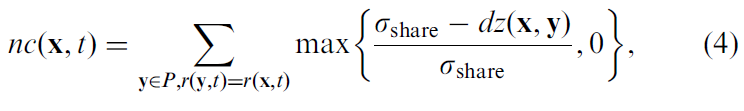 nc(x, t) = ∑_{y∈P,r(y,t)=r(x,t)} max{ (σ_share − dz(x, y)) / σ_share , 0 }, (4)